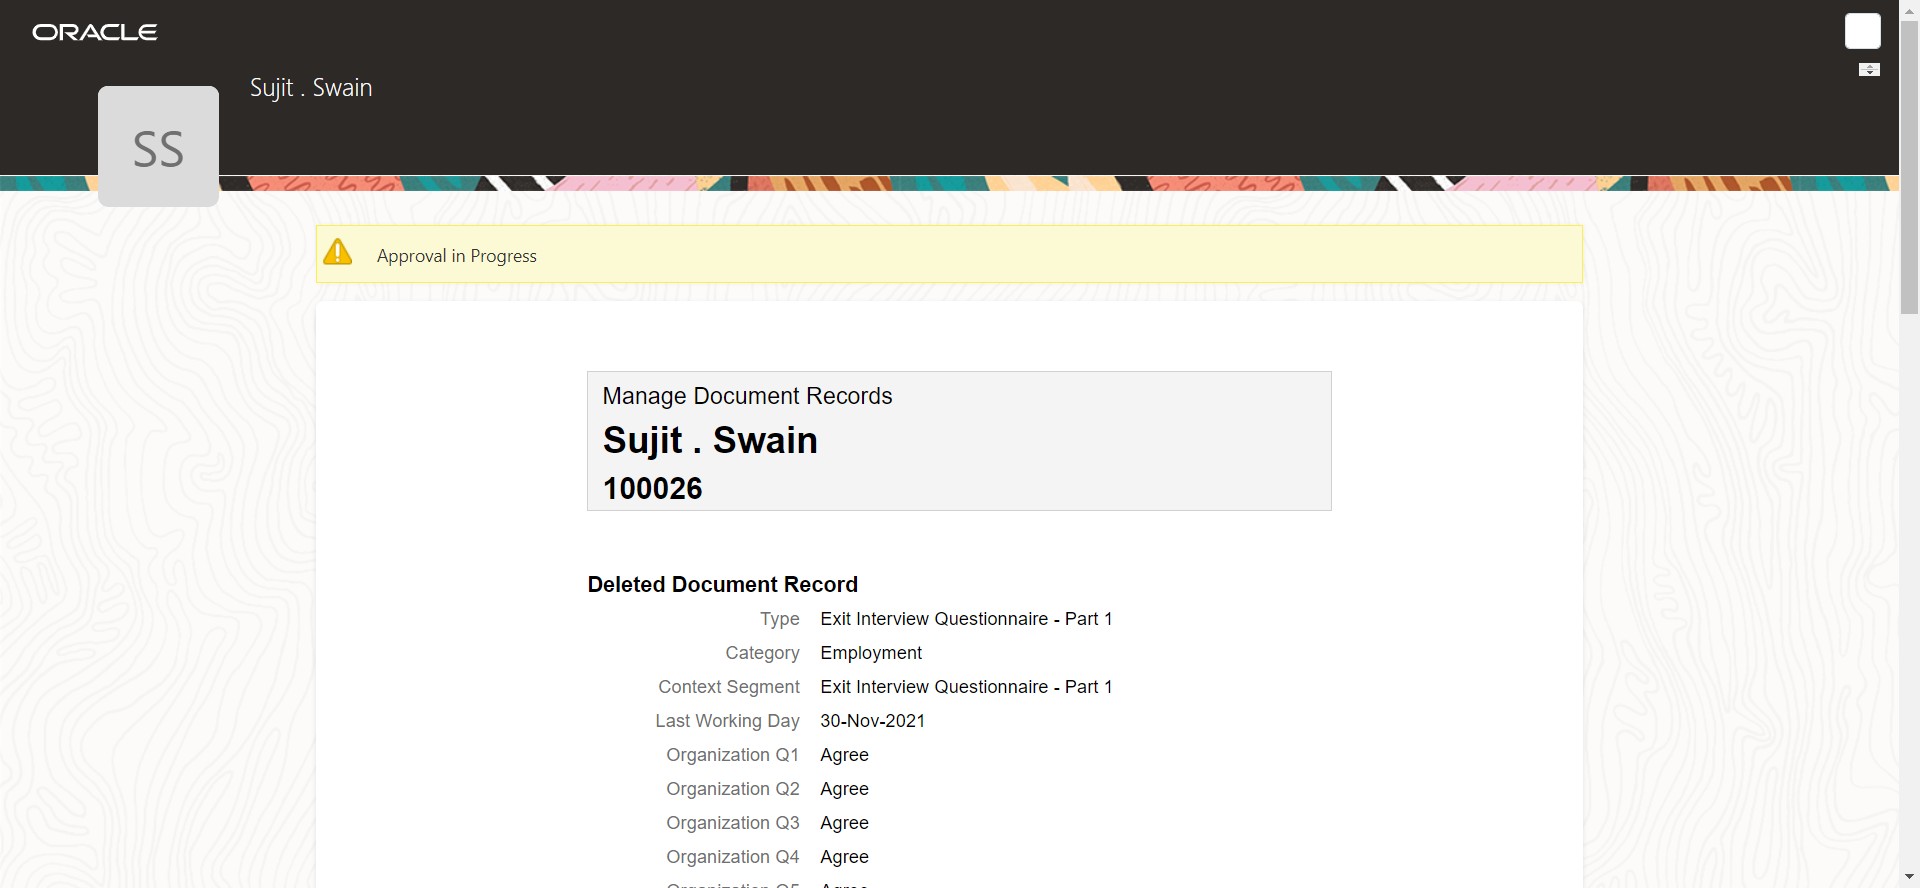 ORACLE
Sujit . Swain
SS
Approval in Progress
Manage Document Records
Sujit . Swain
100026
Deleted Document Record
Type Exit Interview Questionnaire - Part 1
Category Employment
Context Segment Exit Interview Questionnaire - Part 1
Last Working Day 30-Nov-2021
Organization Q1 Agree
Organization Q2 Agree
Organization Q3 Agree
Organization Q4 Agree